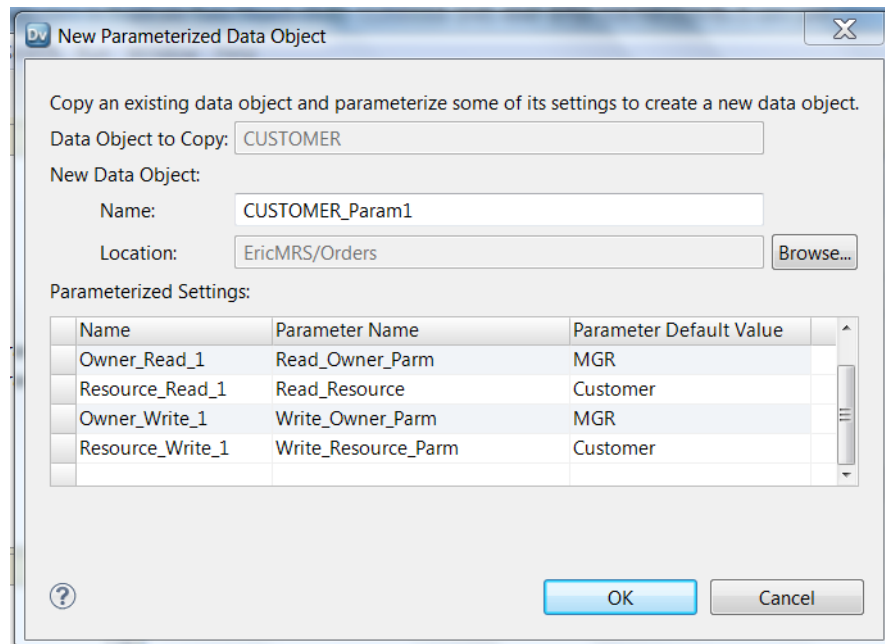 Dv New Parameterized Data Object
Copy an existing data object and parameterize some of its settings to create a new data object.
Data Object to Copy: CUSTOMER
New Data Object:
Name: CUSTOMER_Param1
Location: EricMRS/Orders Browse...
Parameterized Settings:
Name Parameter Name Parameter Default Value
Owner_Read_1 Read_Owner_Parm MGR
Resource_Read_1 Read_Resource Customer
Owner_Write_1 Write_Owner_Parm MGR
Resource_Write_1 Write_Resource_Parm Customer
? OK Cancel